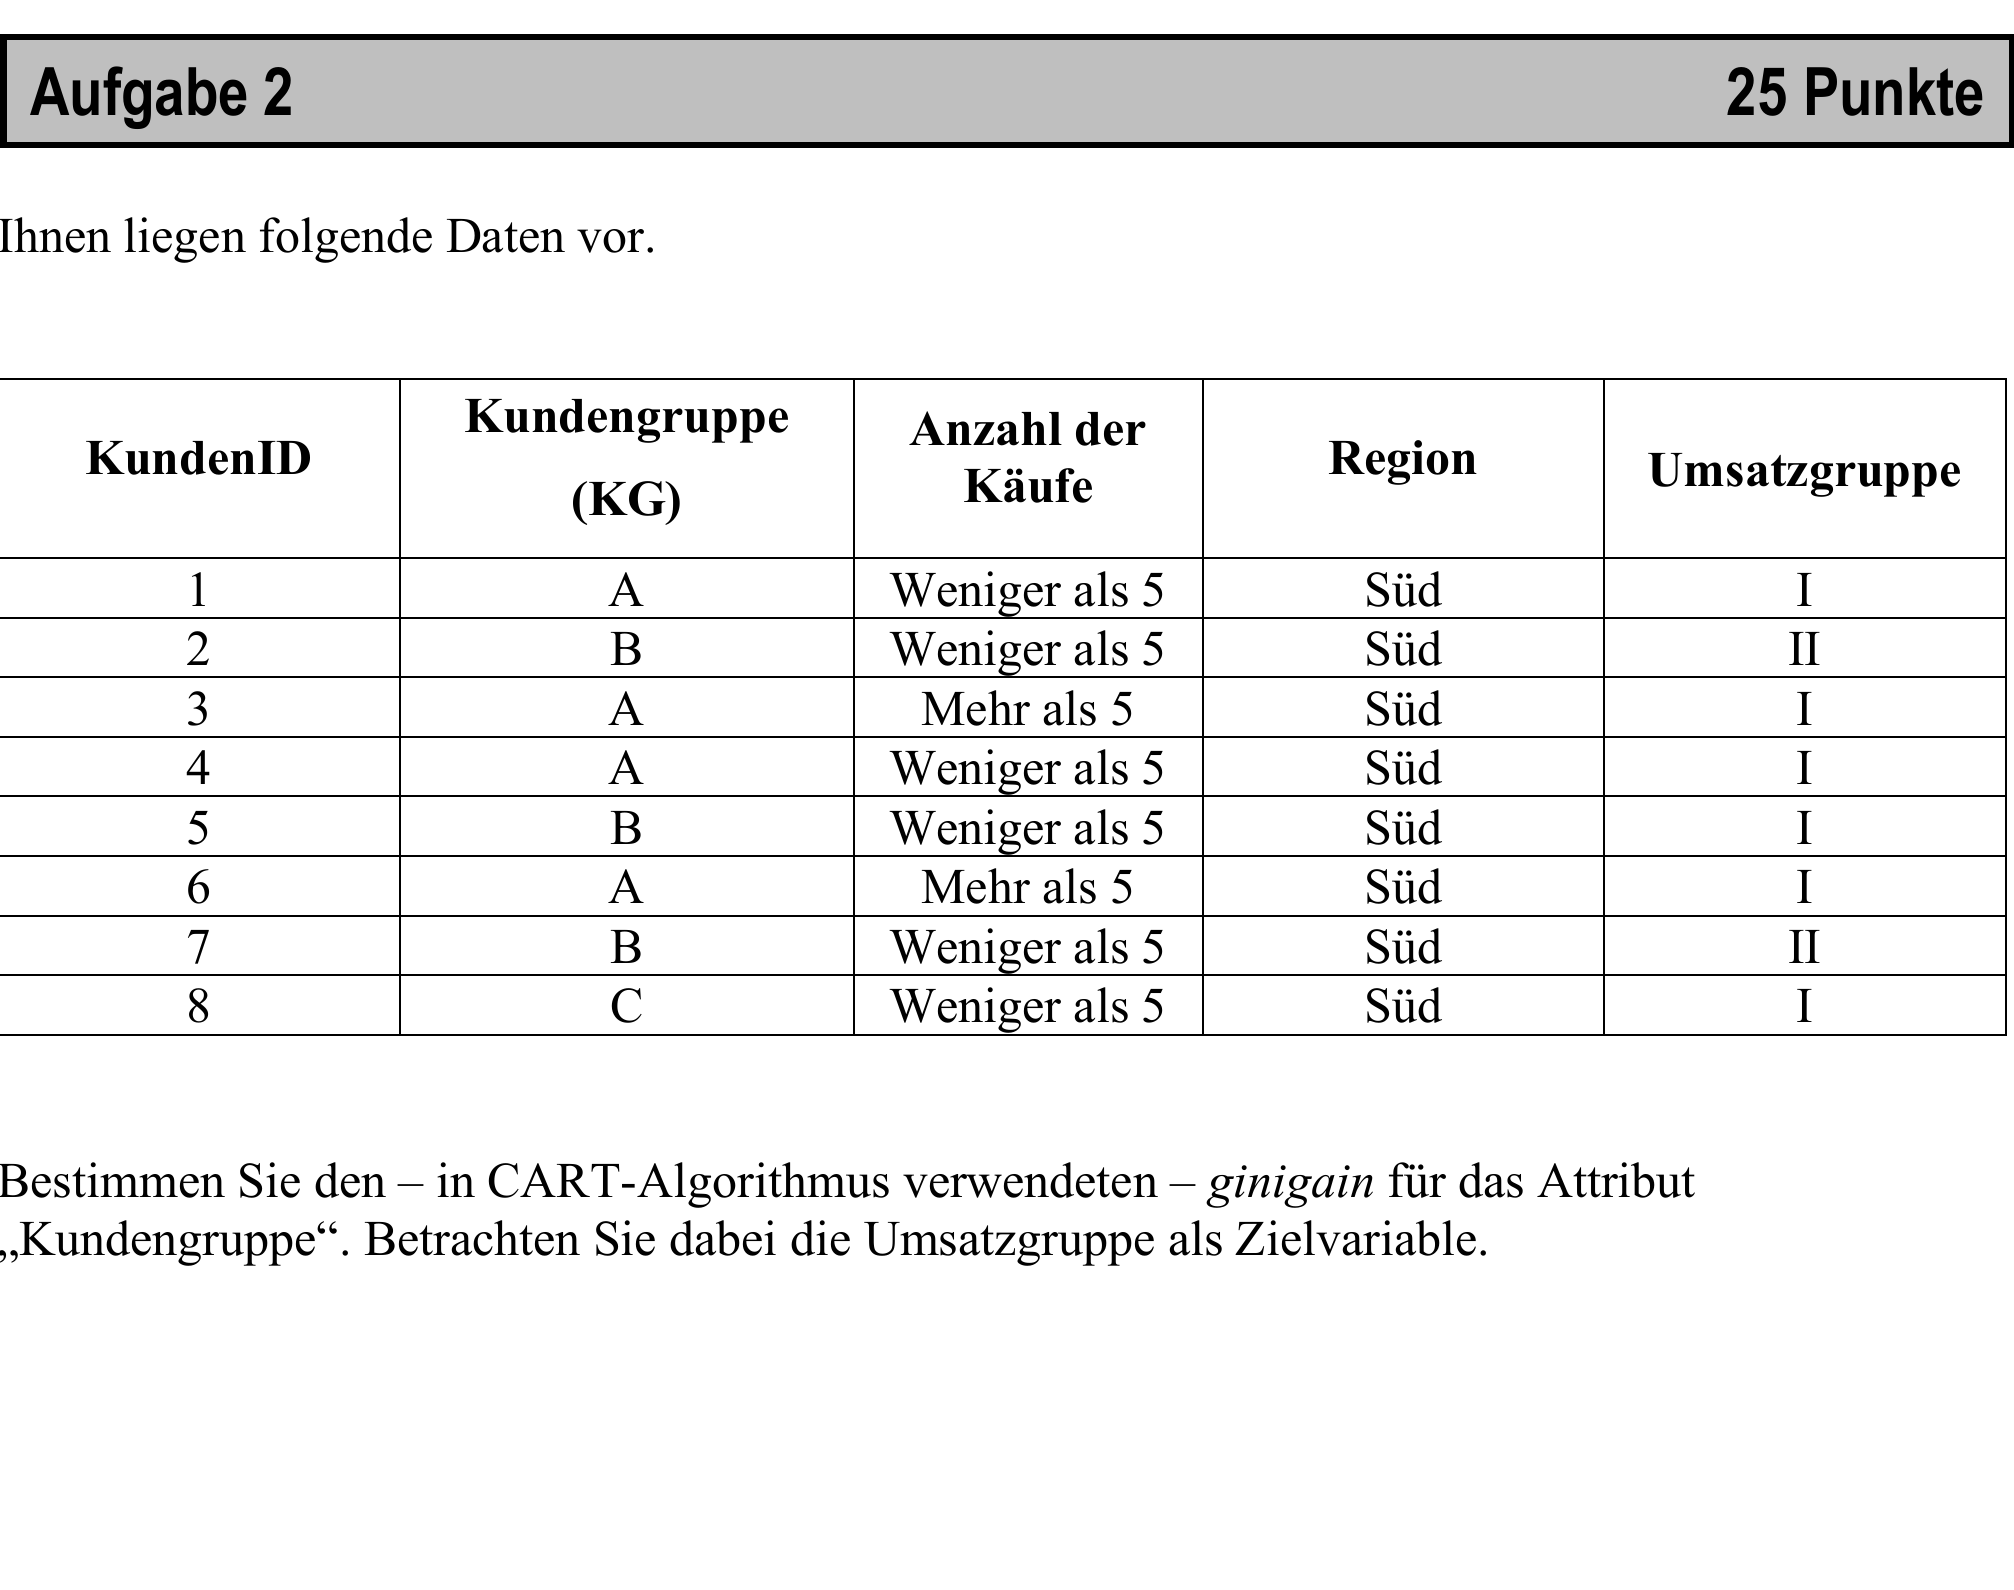 Aufgabe 2 25 Punkte
Ihnen liegen folgende Daten vor.
KundenID Kundengruppe (KG) Anzahl der Käufe Region Umsatzgruppe
1 A Weniger als 5 Süd I
2 B Weniger als 5 Süd II
3 A Mehr als 5 Süd I
4 A Weniger als 5 Süd I
5 B Weniger als 5 Süd I
6 A Mehr als 5 Süd I
7 B Weniger als 5 Süd II
8 C Weniger als 5 Süd I
Bestimmen Sie den – in CART-Algorithmus verwendeten – ginigain für das Attribut
„Kundengruppe“. Betrachten Sie dabei die Umsatzgruppe als Zielvariable.